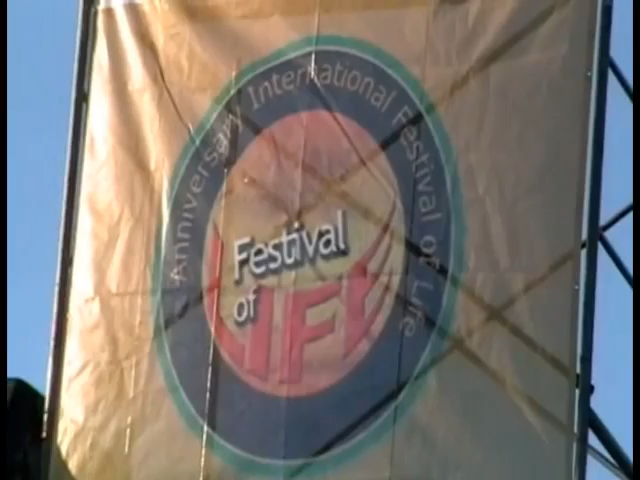 Anniversary International Festival of Life
Festival
of
LIFE